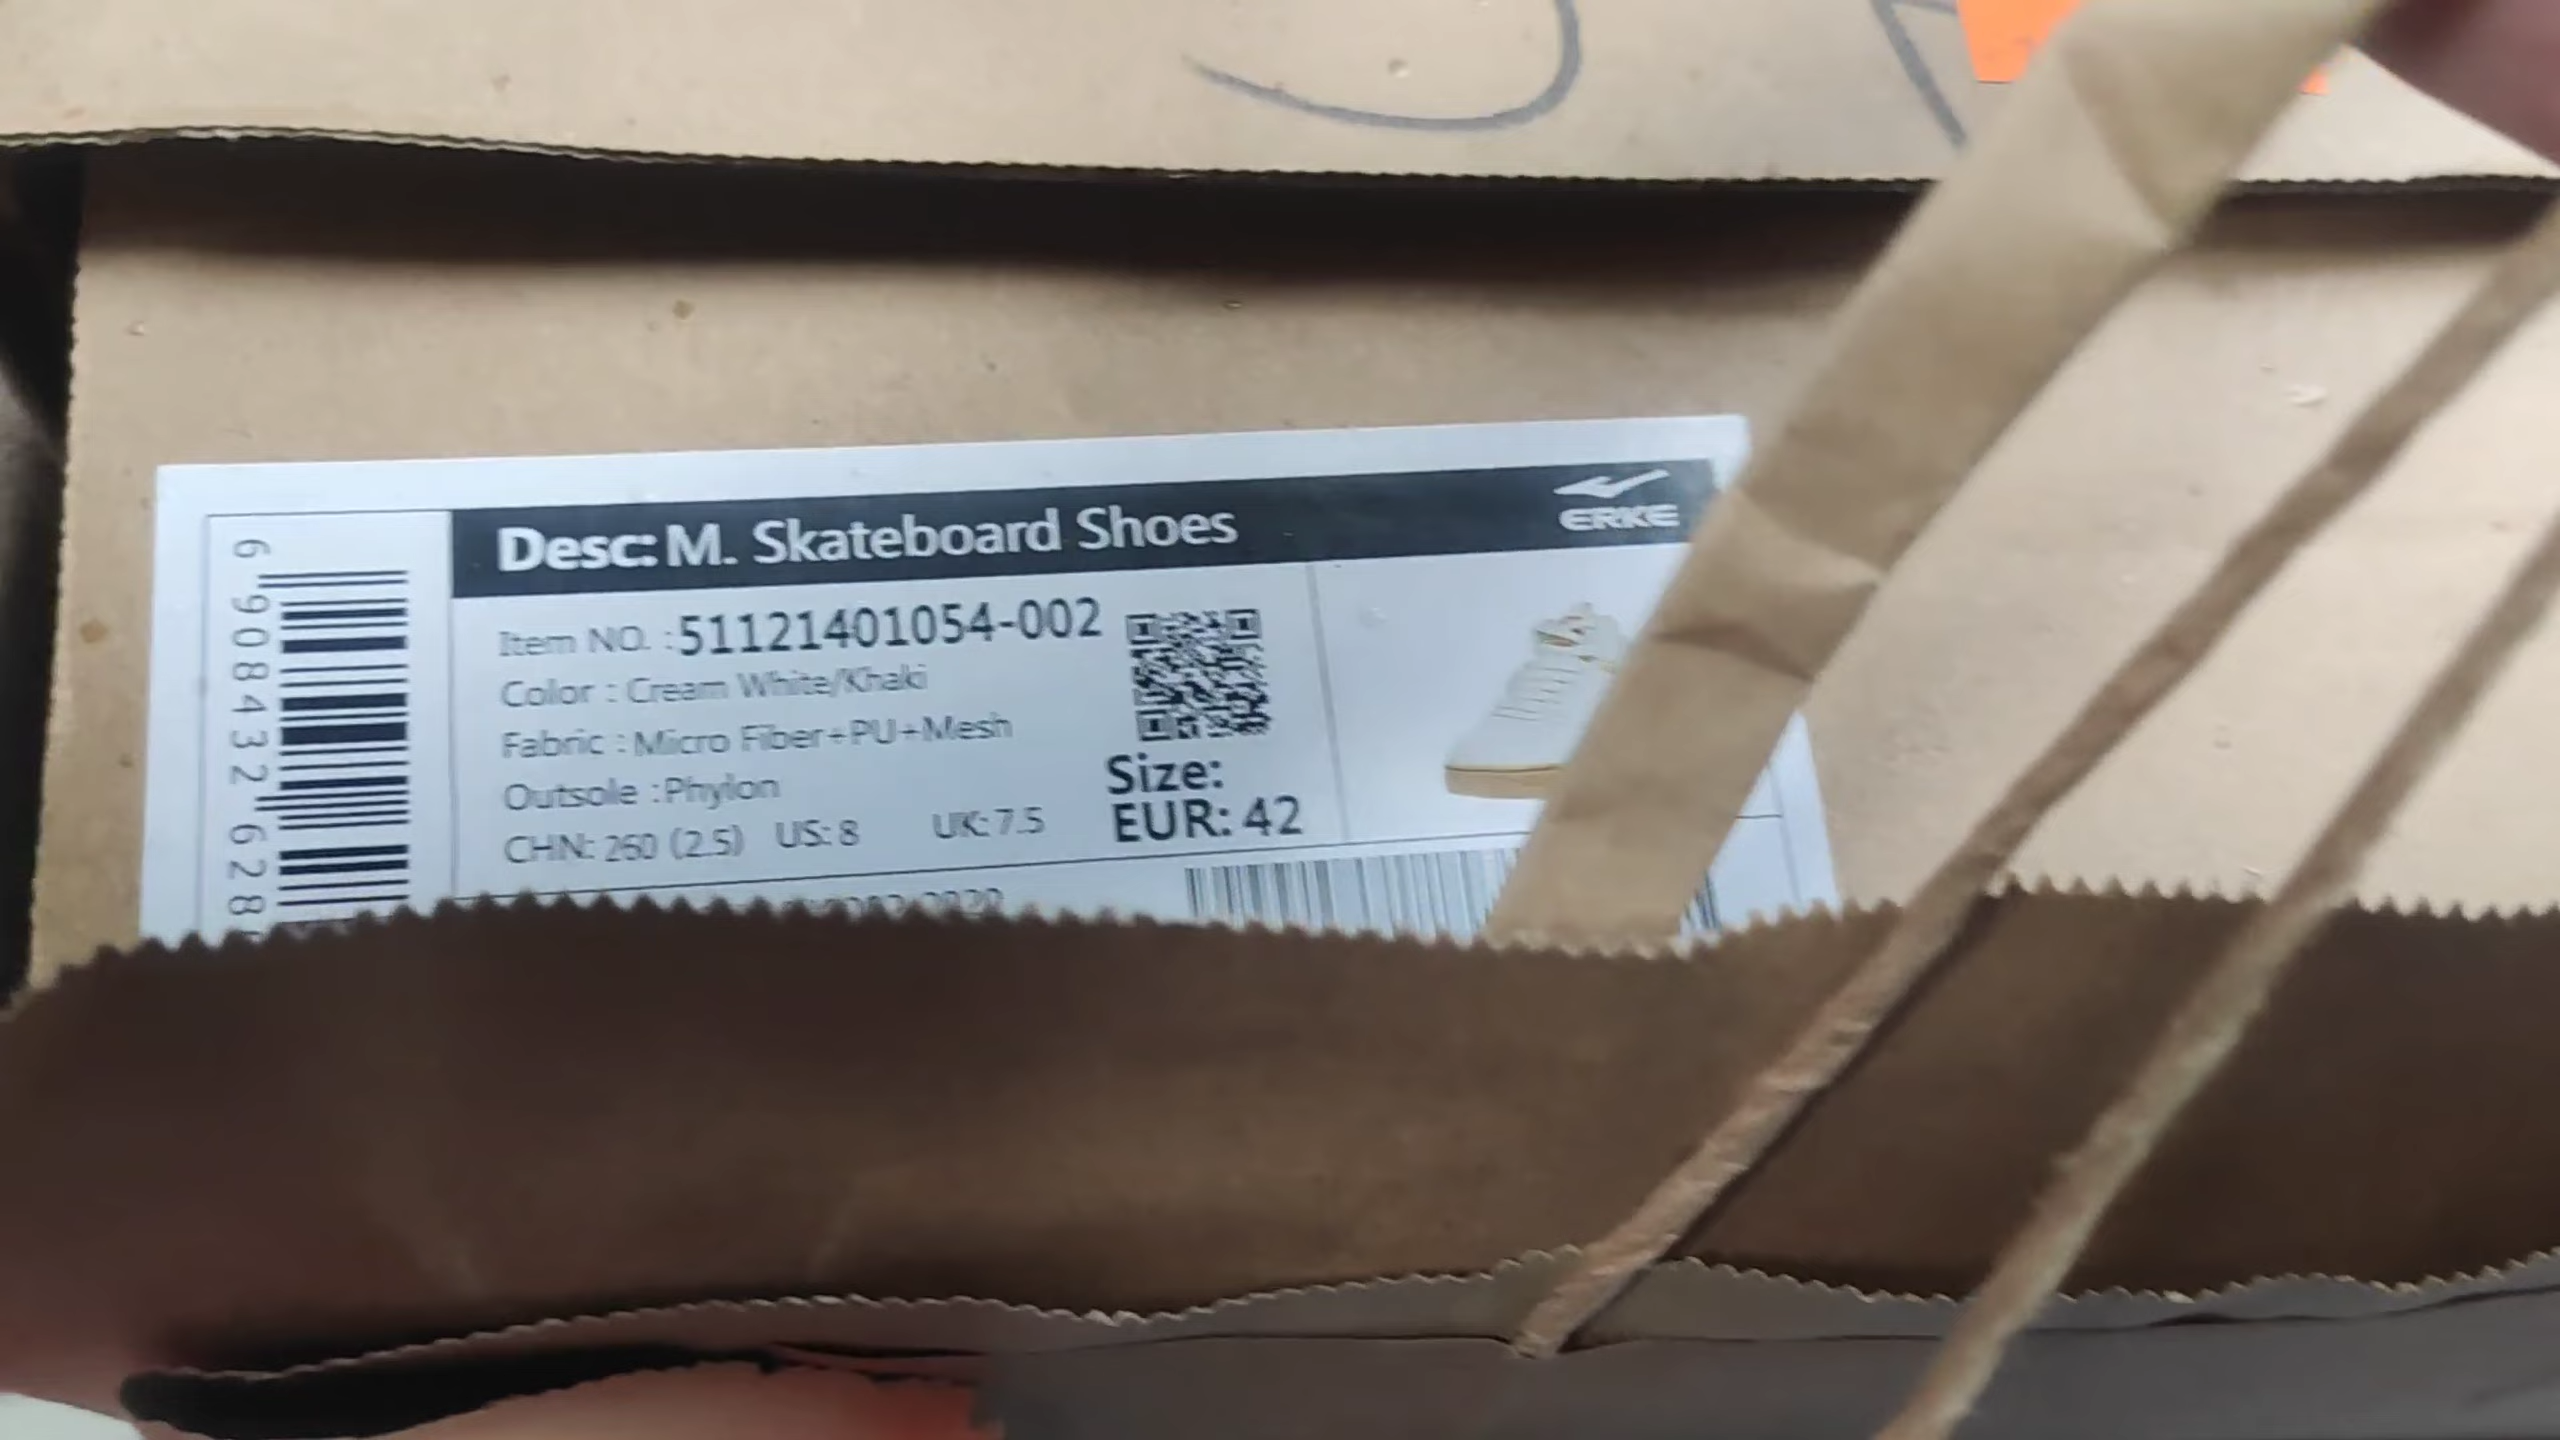 Desc: M. Skateboard Shoes
ERKE
Item NO. :51121401054-002
Color : Cream White/Khaki
Fabric : Micro Fiber+PU+Mesh
Outsole :Phylon
Size:
CHN: 260 (2.5) US: 8 UK: 7.5 EUR: 42
6 908432 628